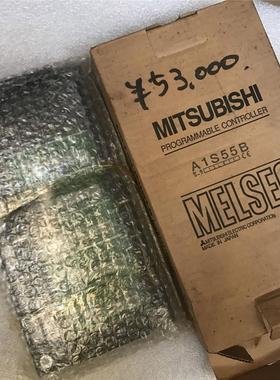 ¥53,000.
MITSUBISHI
PROGRAMMABLE CONTROLLER
A1S55B
MELSEC
MITSUBISHI ELECTRIC CORPORATION
MADE IN JAPAN